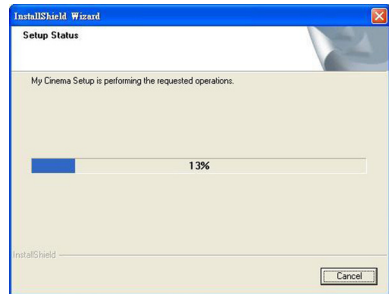 InstallShield Wizard
Setup Status
My Cinema Setup is performing the requested operations.
13%
InstallShield
Cancel